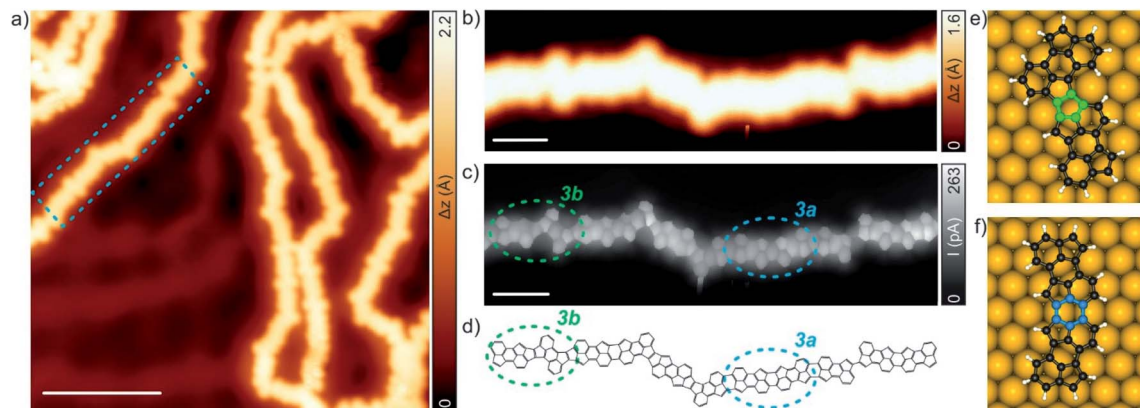 a)
2.2
Δz (Å)
0
b)
1.6
Δz (Å)
0
c)
3b
3a
263
I (pA)
0
d)
3b
3a
e)
f)